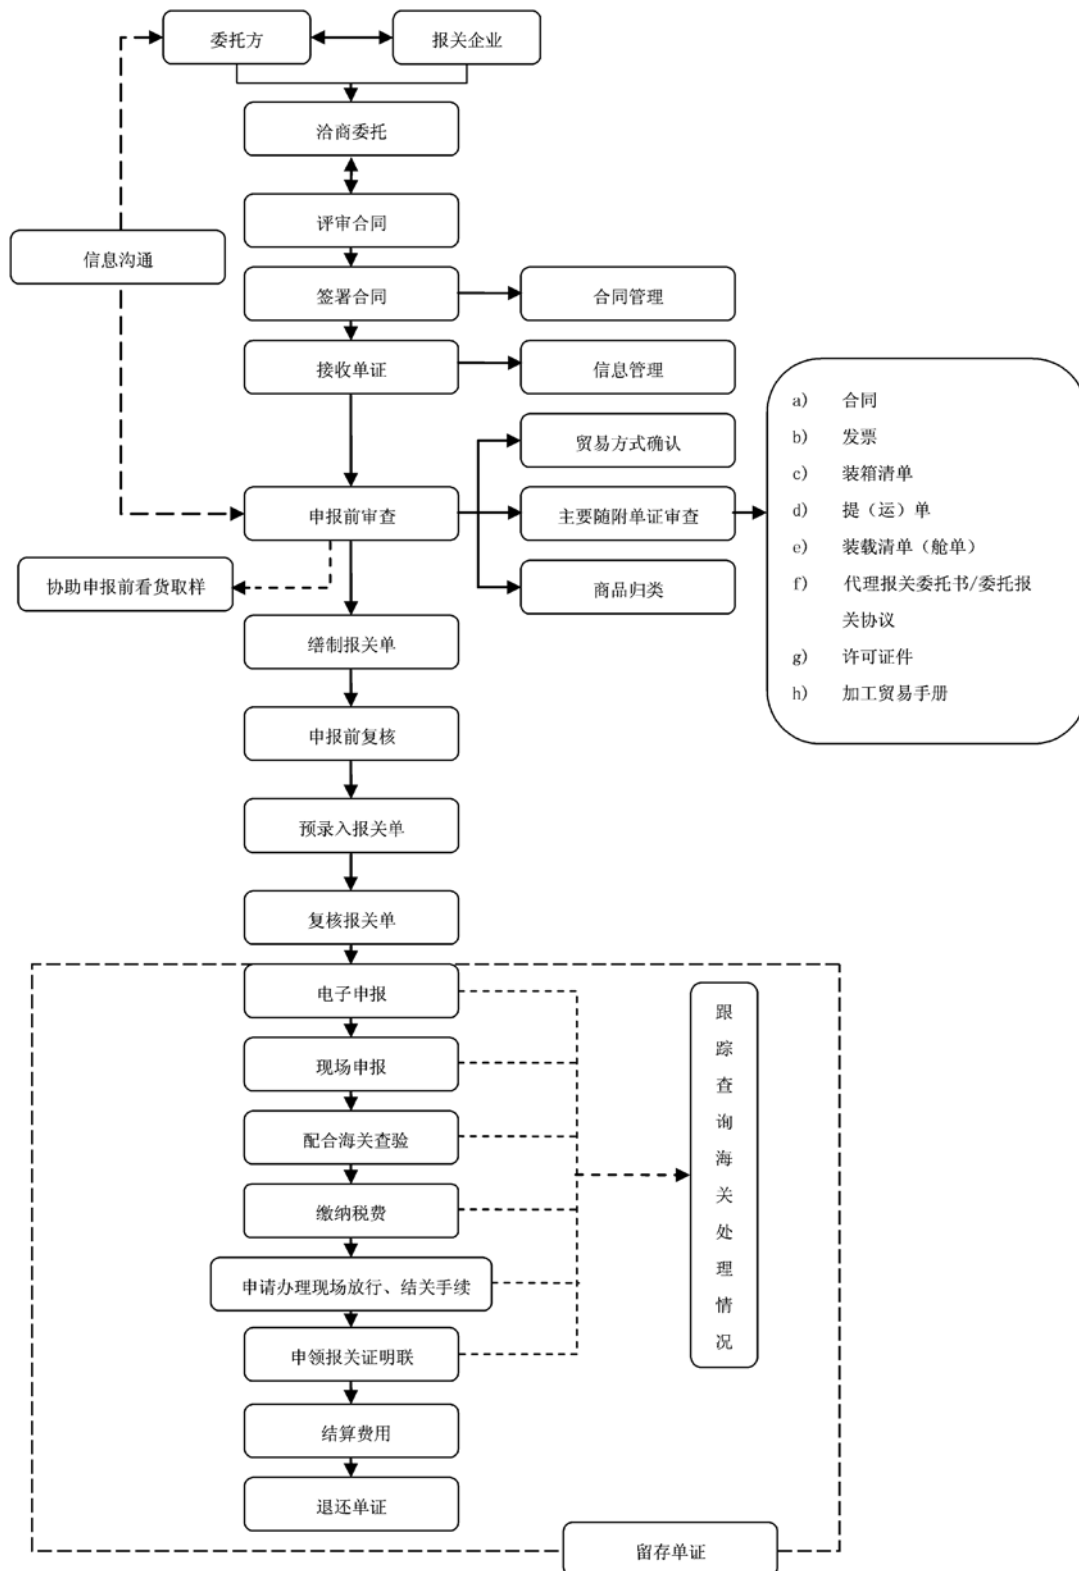 委托方
报关企业
洽商委托
评审合同
信息沟通
签署合同
合同管理
接收单证
信息管理
贸易方式确认
申报前审查
主要随附单证审查
协助申报前看货取样
商品归类
a) 合同
b) 发票
c) 装箱清单
d) 提（运）单
e) 装载清单（舱单）
f) 代理报关委托书/委托报
关协议
g) 许可证件
h) 加工贸易手册
缮制报关单
申报前复核
预录入报关单
复核报关单
电子申报
现场申报
配合海关查验
缴纳税费
申请办理现场放行、结关手续
申领报关证明联
结算费用
退还单证
跟
踪
查
询
海
关
处
理
情
况
留存单证